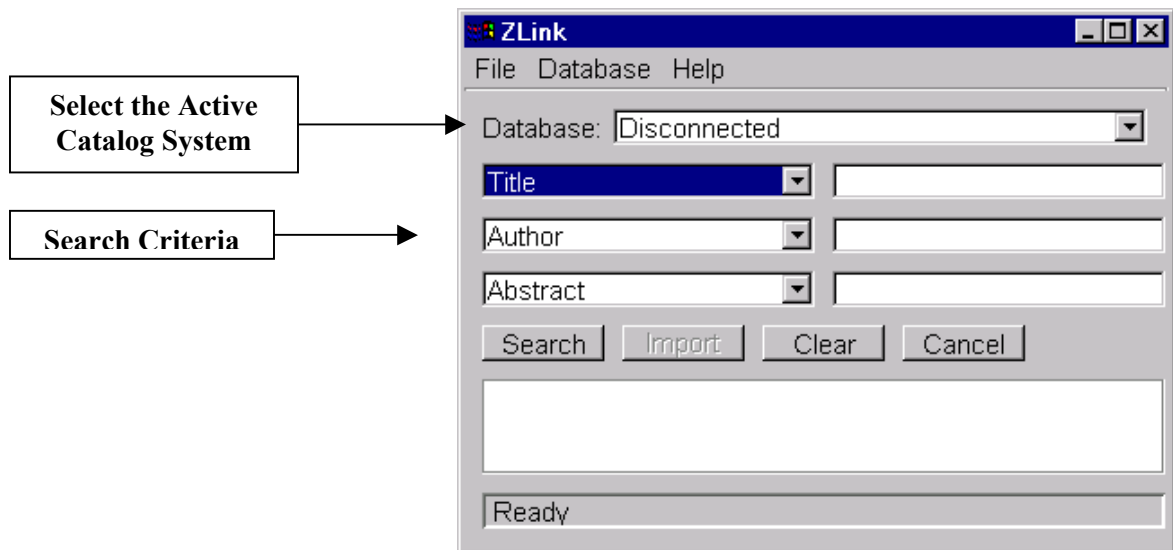 ZLink
File Database Help
Select the Active
Catalog System
Database: Disconnected
Title
Search Criteria
Author
Abstract
Search Import Clear Cancel
Ready